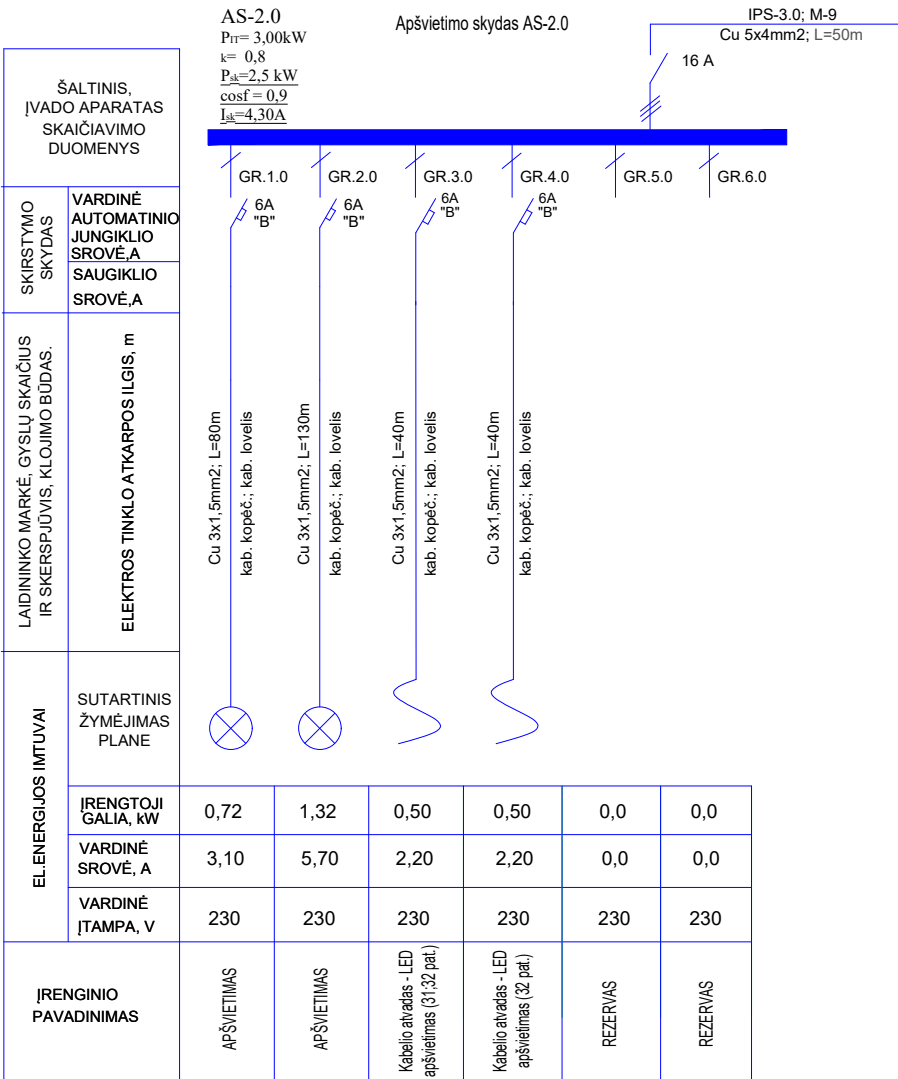 AS-2.0
PIT= 3,00kW
k= 0,8
Psk=2,5 kW
cosf = 0,9
Isk=4,30A
Apšvietimo skydas AS-2.0
IPS-3.0; M-9
Cu 5x4mm2; L=50m
16 A
ŠALTINIS,
ĮVADO APARATAS
SKAIČIAVIMO
DUOMENYS
GR.1.0
GR.2.0
GR.3.0
GR.4.0
GR.5.0
GR.6.0
SKIRSTYMO
SKYDAS
VARDINĖ
AUTOMATINIO
JUNGIKLIO
SROVĖ,A
SAUGIKLIO
SROVĖ,A
6A
"B"
6A
"B"
6A
"B"
6A
"B"
LAIDININKO MARKĖ, GYSLŲ SKAIČIUS
IR SKERSPJŪVIS, KLOJIMO BŪDAS.
ELEKTROS TINKLO ATKARPOS ILGIS, m
Cu 3x1,5mm2; L=80m
kab. kopėč.; kab. lovelis
Cu 3x1,5mm2; L=130m
kab. kopėč.; kab. lovelis
Cu 3x1,5mm2; L=40m
kab. kopėč.; kab. lovelis
Cu 3x1,5mm2; L=40m
kab. kopėč.; kab. lovelis
EL.ENERGIJOS IMTUVAI
SUTARTINIS
ŽYMĖJIMAS
PLANE
ĮRENGTOJI
GALIA, kW
0,72
1,32
0,50
0,50
0,0
0,0
VARDINĖ
SROVĖ, A
3,10
5,70
2,20
2,20
0,0
0,0
VARDINĖ
ĮTAMPA, V
230
230
230
230
230
230
ĮRENGINIO
PAVADINIMAS
APŠVIETIMAS
APŠVIETIMAS
Kabelio atvadas - LED
apšvietimas (31;32 pat.)
Kabelio atvadas - LED
apšvietimas (32 pat.)
REZERVAS
REZERVAS